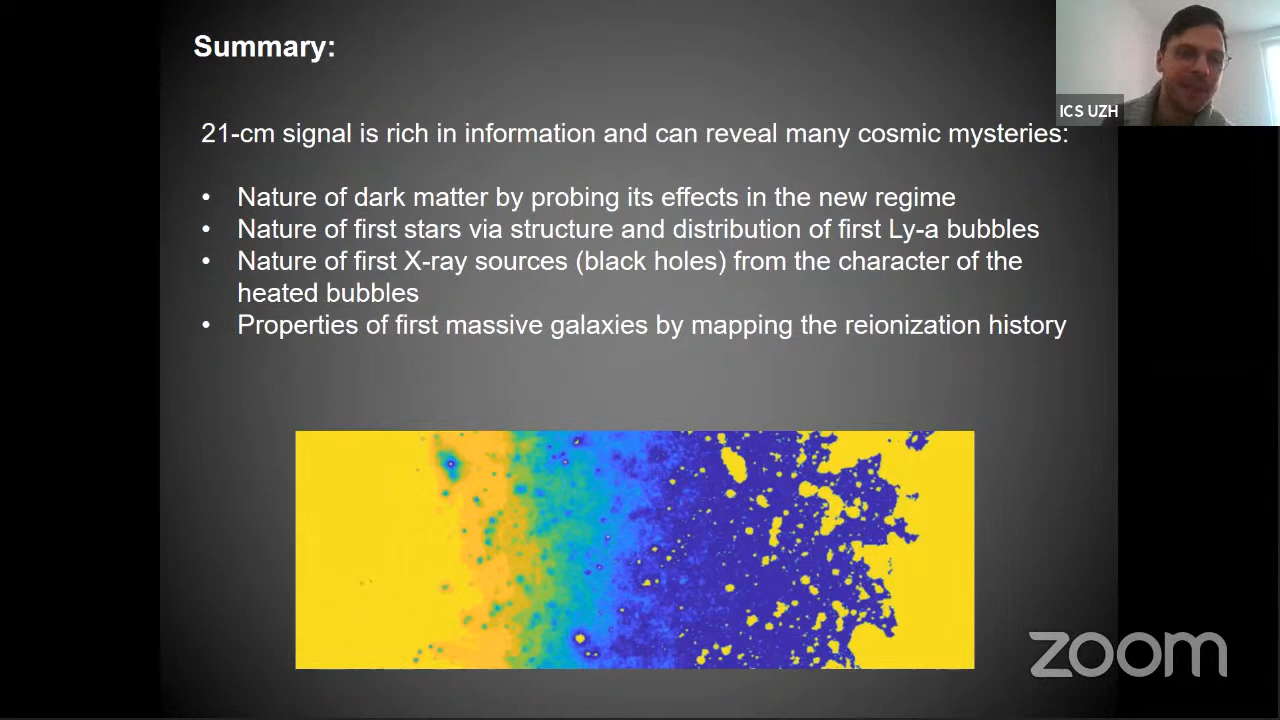 Summary:
ICS UZH
21-cm signal is rich in information and can reveal many cosmic mysteries:
• Nature of dark matter by probing its effects in the new regime
• Nature of first stars via structure and distribution of first Ly-a bubbles
• Nature of first X-ray sources (black holes) from the character of the
heated bubbles
• Properties of first massive galaxies by mapping the reionization history
zoom